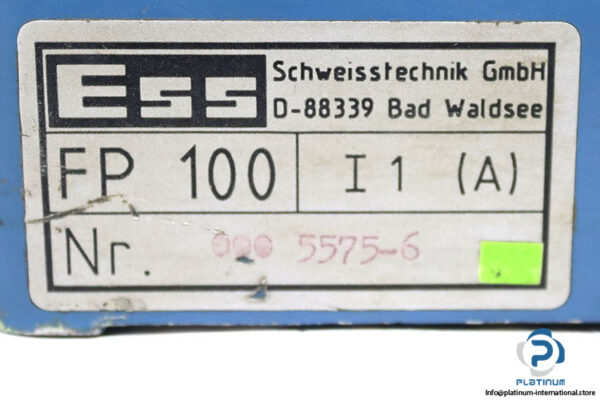 Ess
Schweisstechnik GmbH
D-88339 Bad Waldsee
FP 100
I 1 (A)
Nr. 000 5575-6
PLATINUM
Info@platinum-international.store